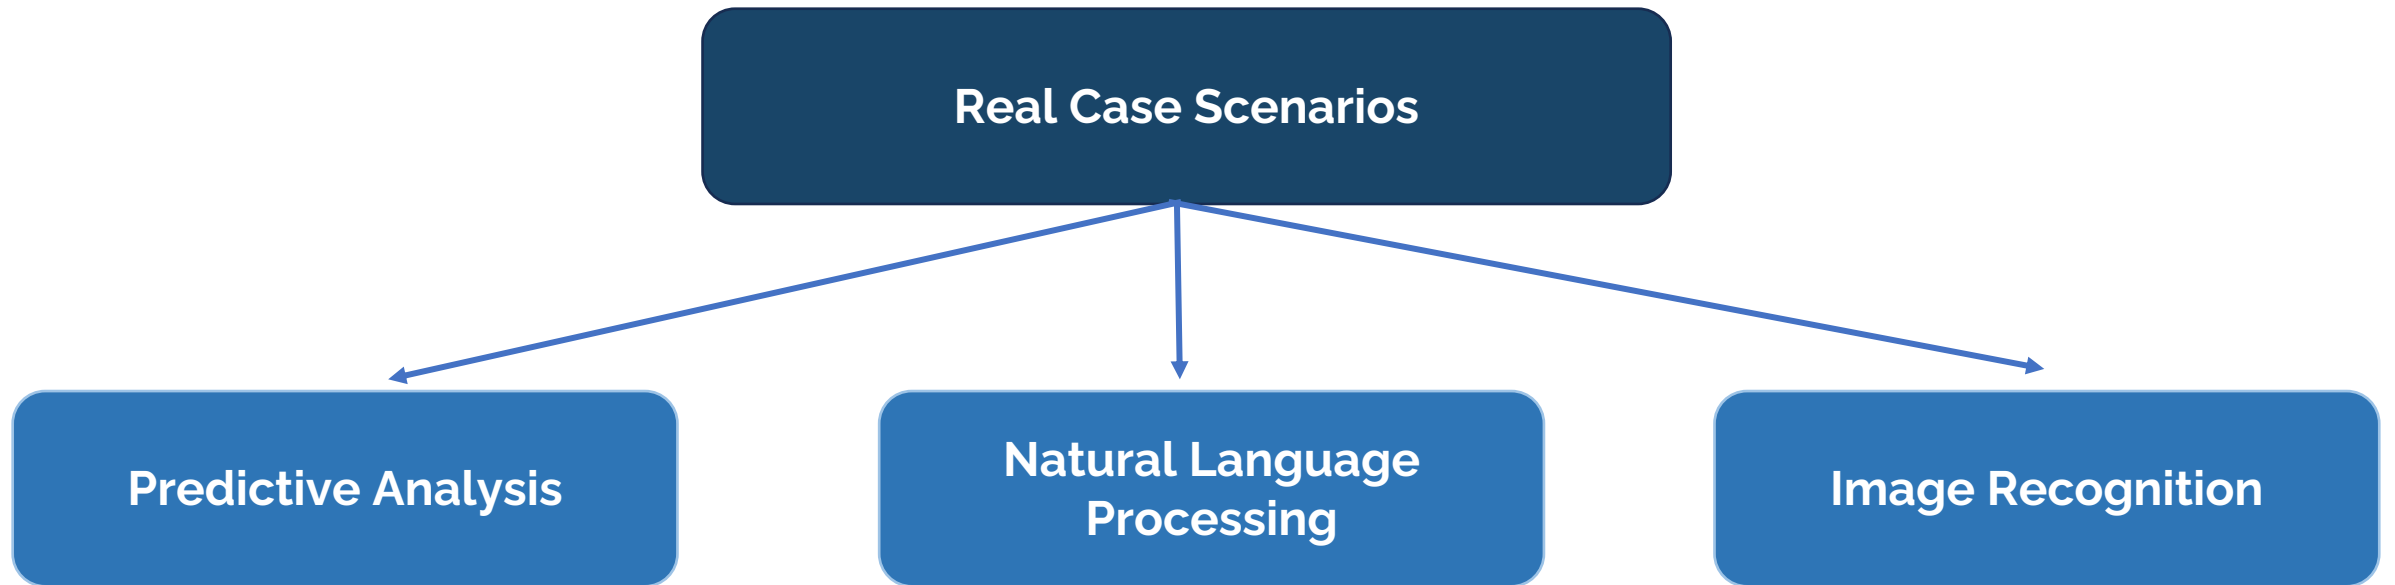 Real Case Scenarios
Predictive Analysis
Natural Language
Processing
Image Recognition